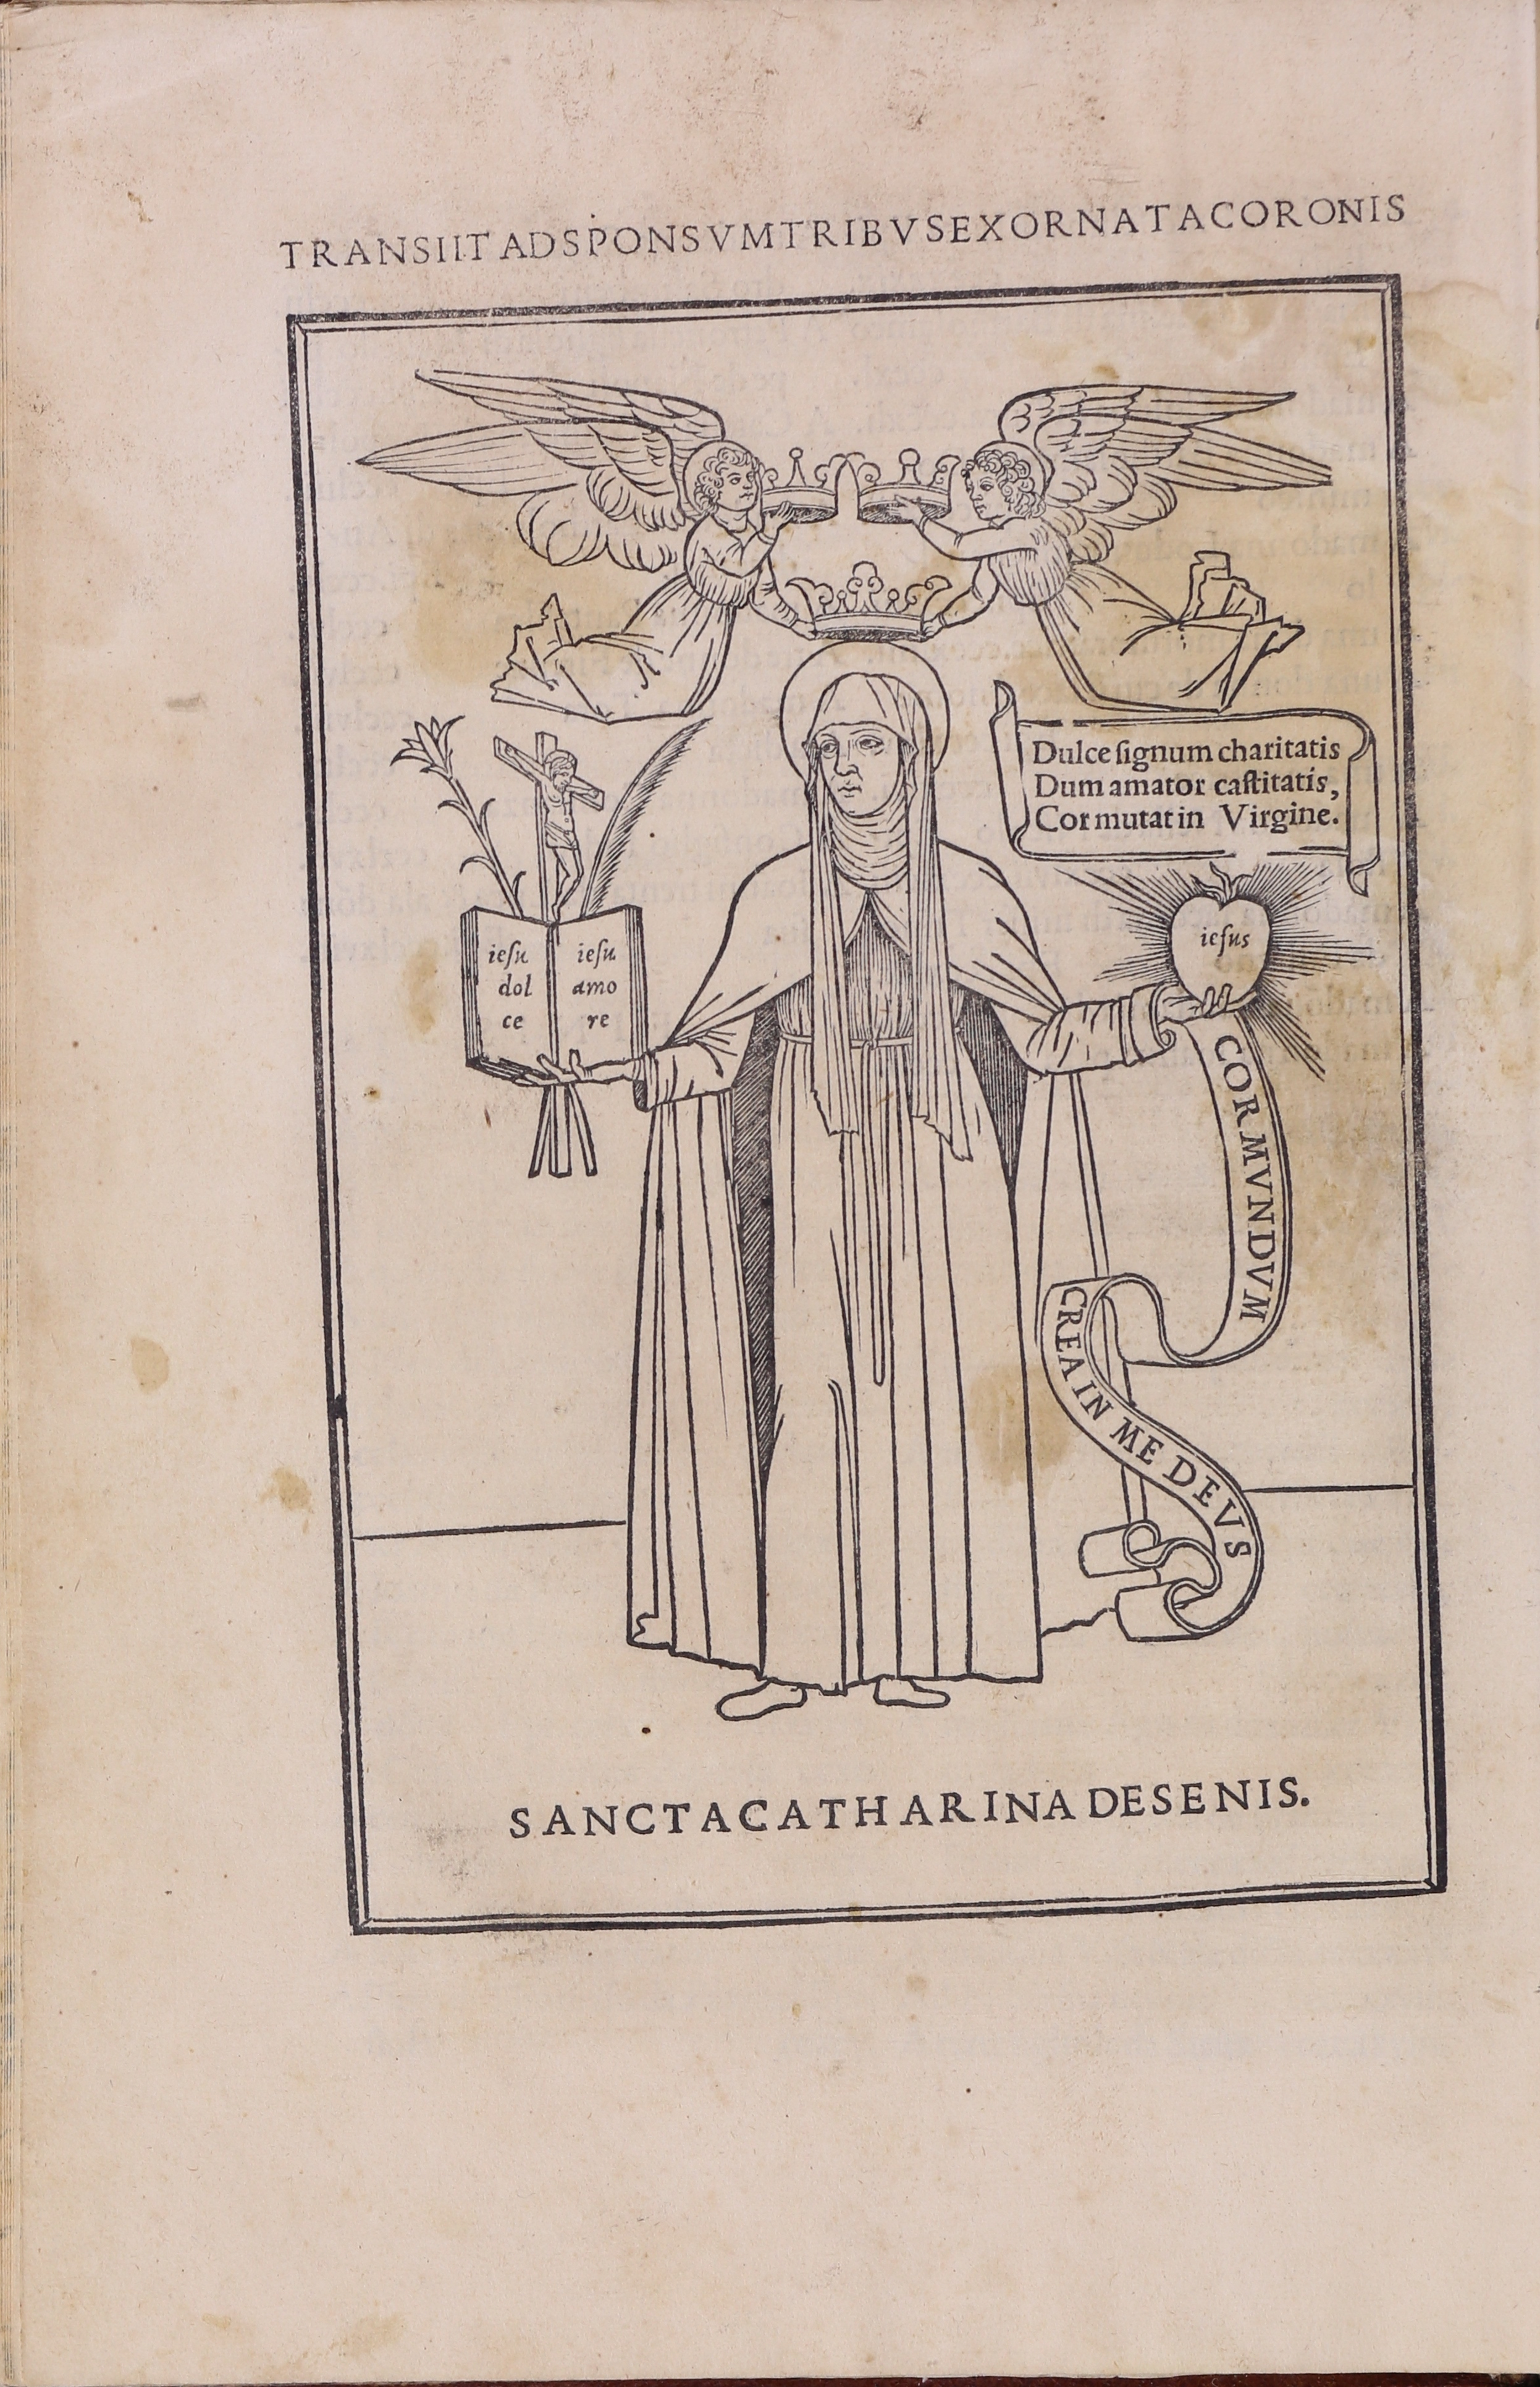 TRANSIIT AD SPONSVM TRIBVS EXORNATA CORONIS
Dulce ſignum charitatis
Dum amator caſtitatis,
Cor mutat in Virgine.
ieſu
dol
ce
ieſu
amo
re
ieſus
COR MVNDVM
CREA IN ME DEVS
SANCTA CATHARINA DE SENIS.